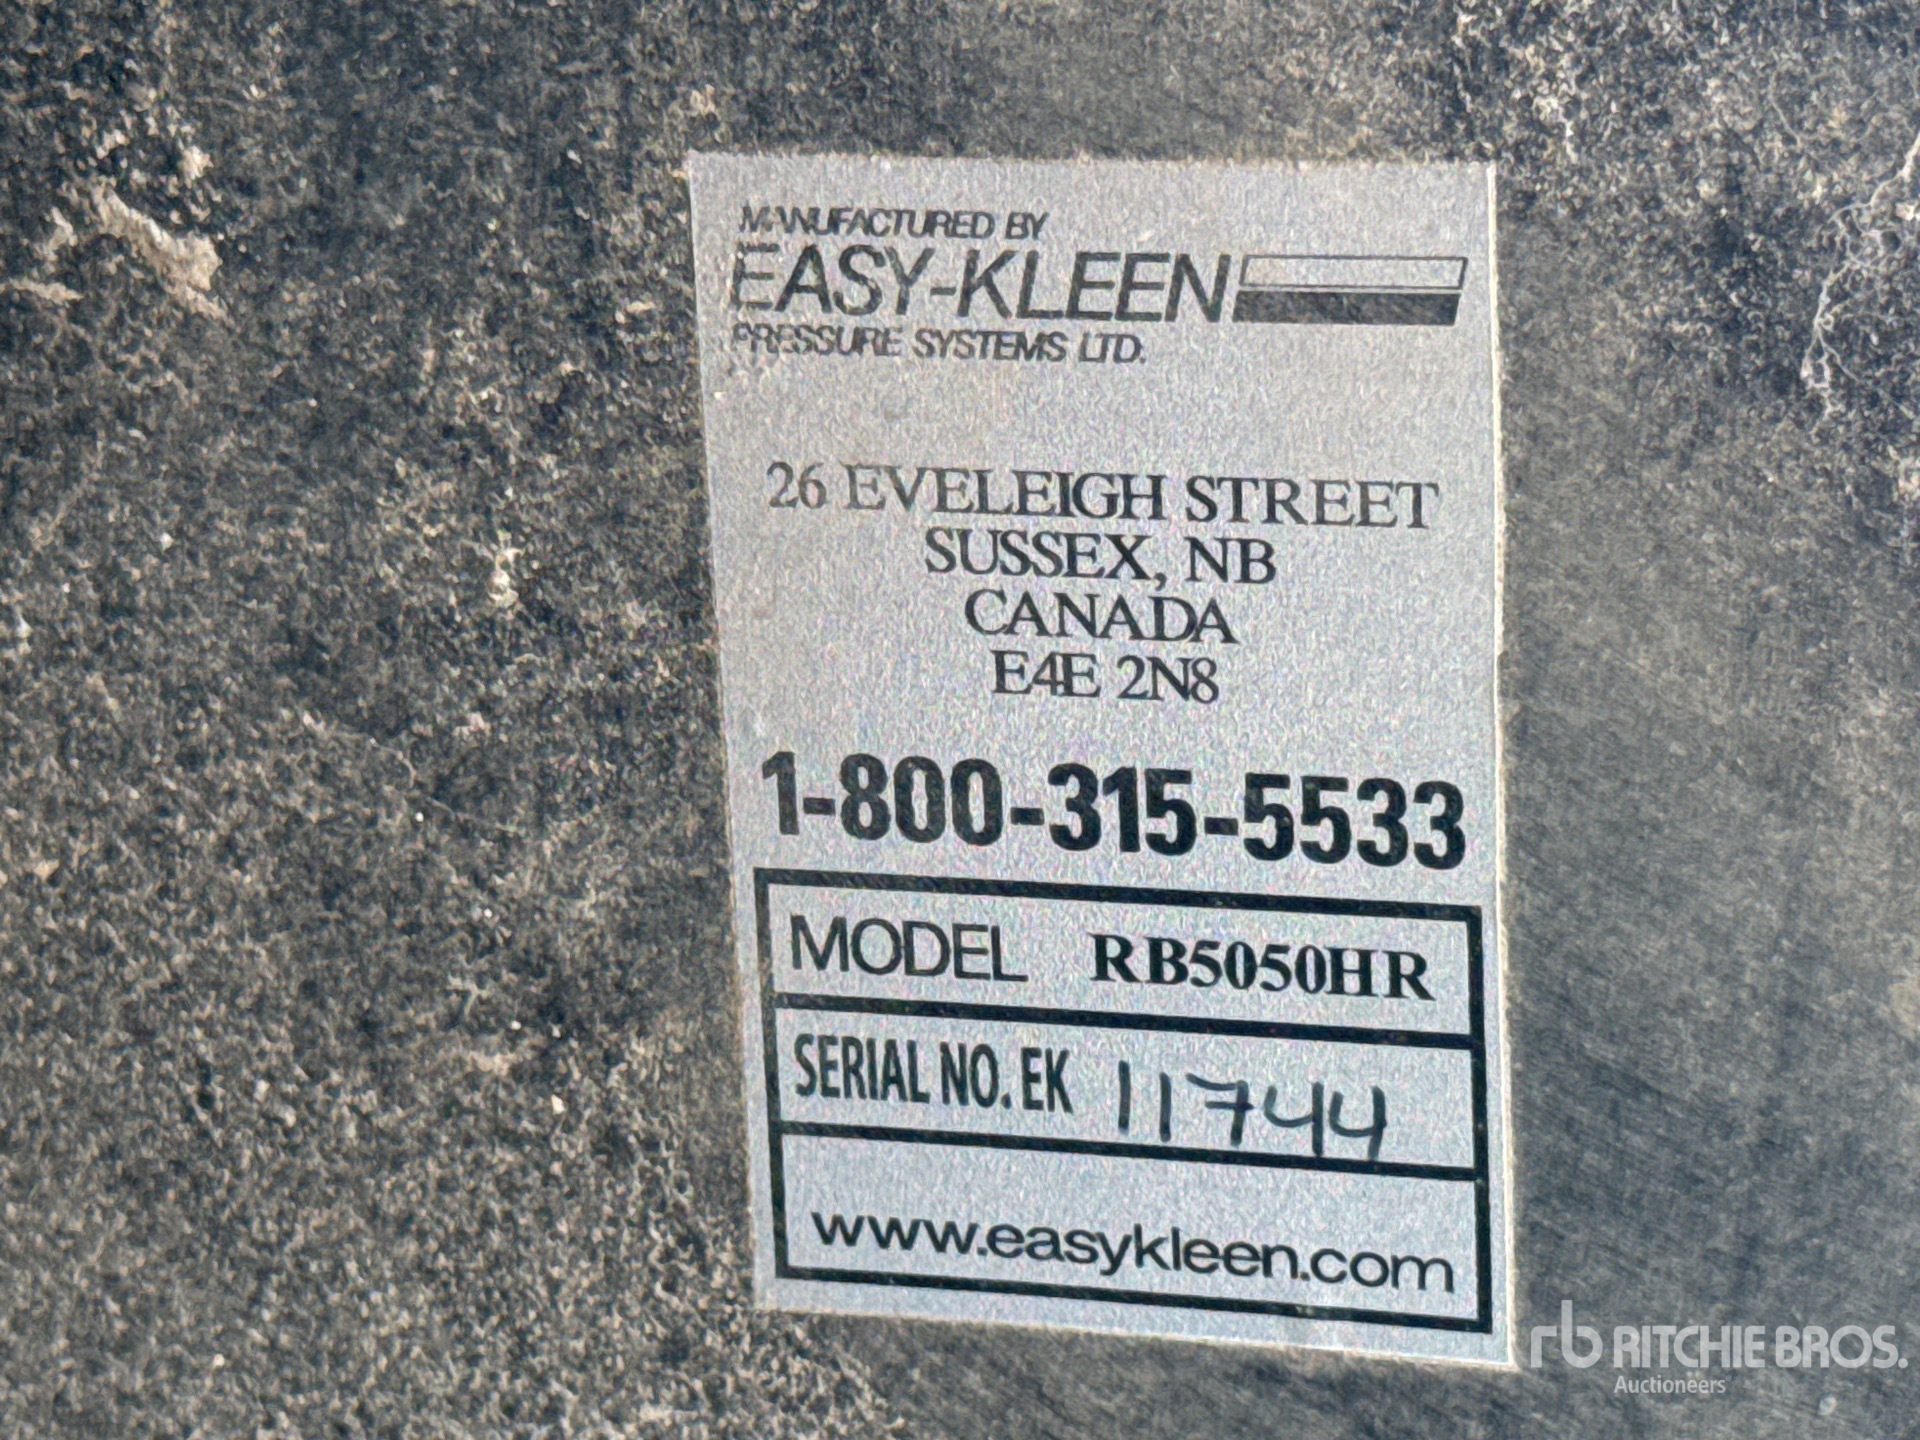 MANUFACTURED BY
EASY-KLEEN
PRESSURE SYSTEMS LTD.
26 EVELEIGH STREET
SUSSEX, NB
CANADA
E4E 2N8
1-800-315-5533
MODEL RB5050HR
SERIAL NO. EK 11744
www.easykleen.com
rb RITCHIE BROS.
Auctioneers